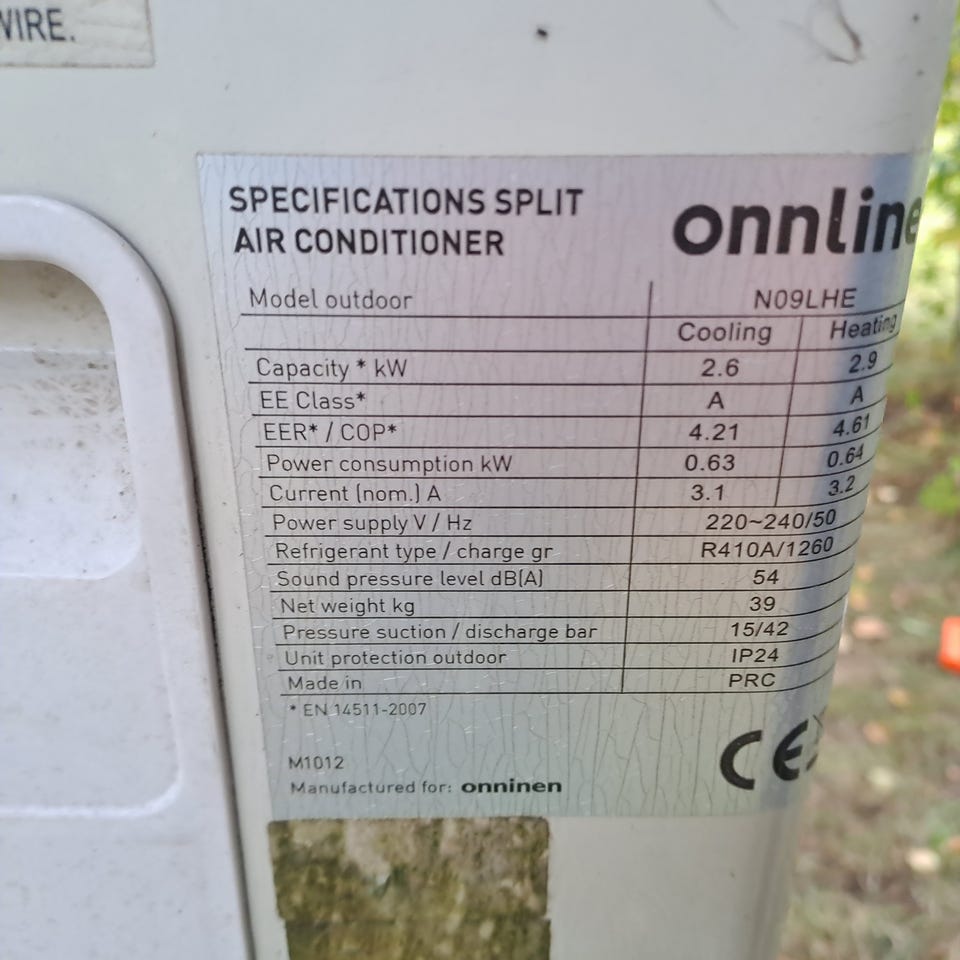 WIRE.
SPECIFICATIONS SPLIT
AIR CONDITIONER
onnline
Model outdoor N09LHE
Cooling Heating
Capacity * kW 2.6 2.9
EE Class* A A
EER* / COP* 4.21 4.61
Power consumption kW 0.63 0.64
Current (nom.) A 3.1 3.2
Power supply V / Hz 220~240/50
Refrigerant type / charge gr R410A/1260
Sound pressure level dB(A) 54
Net weight kg 39
Pressure suction / discharge bar 15/42
Unit protection outdoor IP24
Made in PRC
* EN 14511-2007
M1012
Manufactured for: onninen
CE